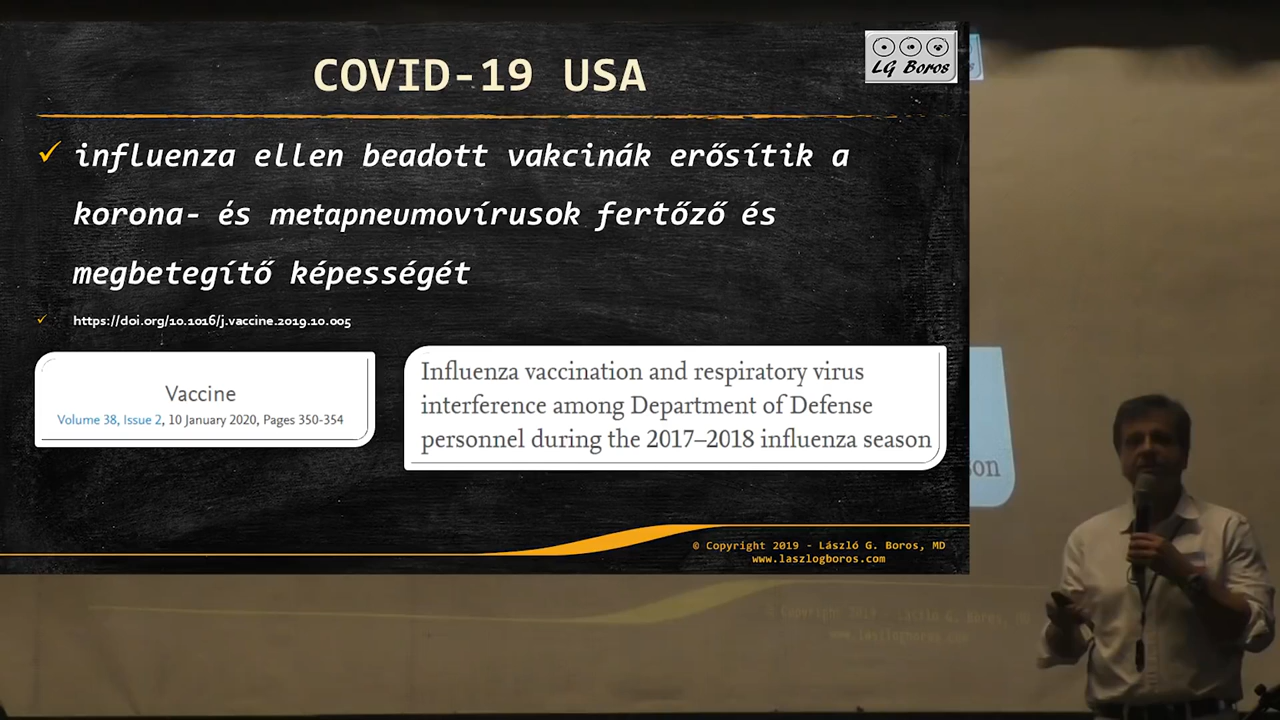 COVID-19 USA
LG Boros
✓ influenza ellen beadott vakcinák erősítik a
korona- és metapneumovírusok fertőző és
megbetegítő képességét
✓ https://doi.org/10.1016/j.vaccine.2019.10.005
Vaccine
Volume 38, Issue 2, 10 January 2020, Pages 350-354
Influenza vaccination and respiratory virus
interference among Department of Defense
personnel during the 2017–2018 influenza season
© Copyright 2019 - László G. Boros, MD
www.laszlogboros.com